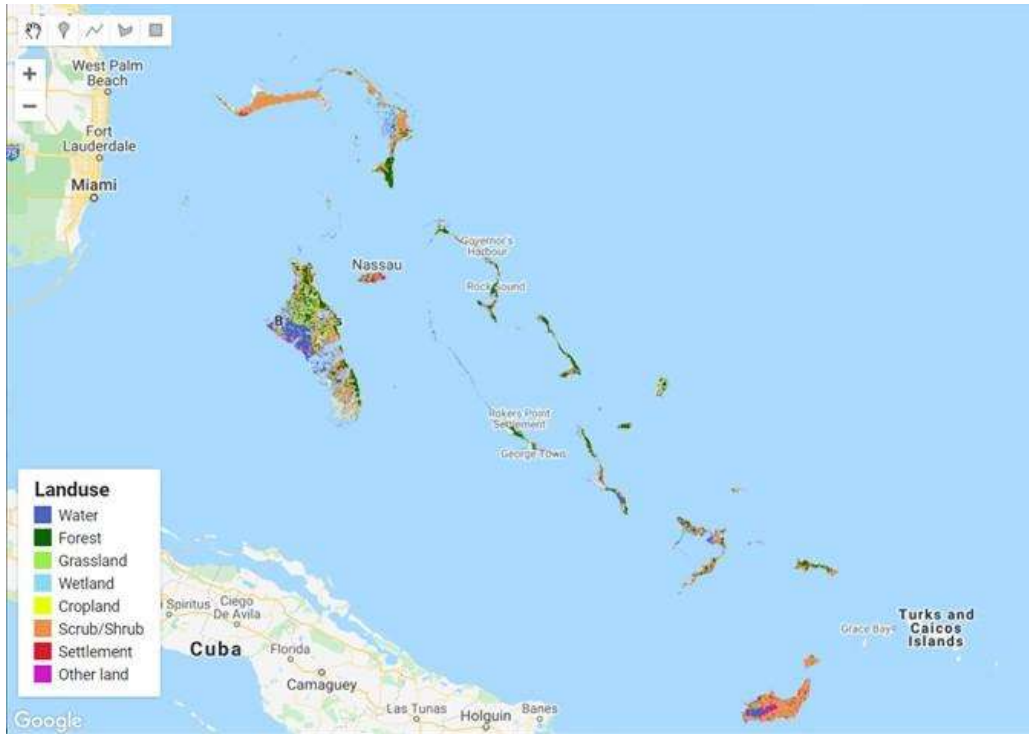 West Palm
Beach
Fort
Lauderdale
75
Miami
+
−
Nassau
Governor's
Harbour
Rock Sound
B s
Rokers Point
Settlement
George Town
Landuse
Water
Forest
Grassland
Wetland
Cropland
Scrub/Shrub
Settlement
Other land
i Spiritus
Ciego
De Avila
Cuba
Florida
Camaguey
Las Tunas
Holguin
Banes
Grace Bay
Turks and
Caicos
Islands
Google